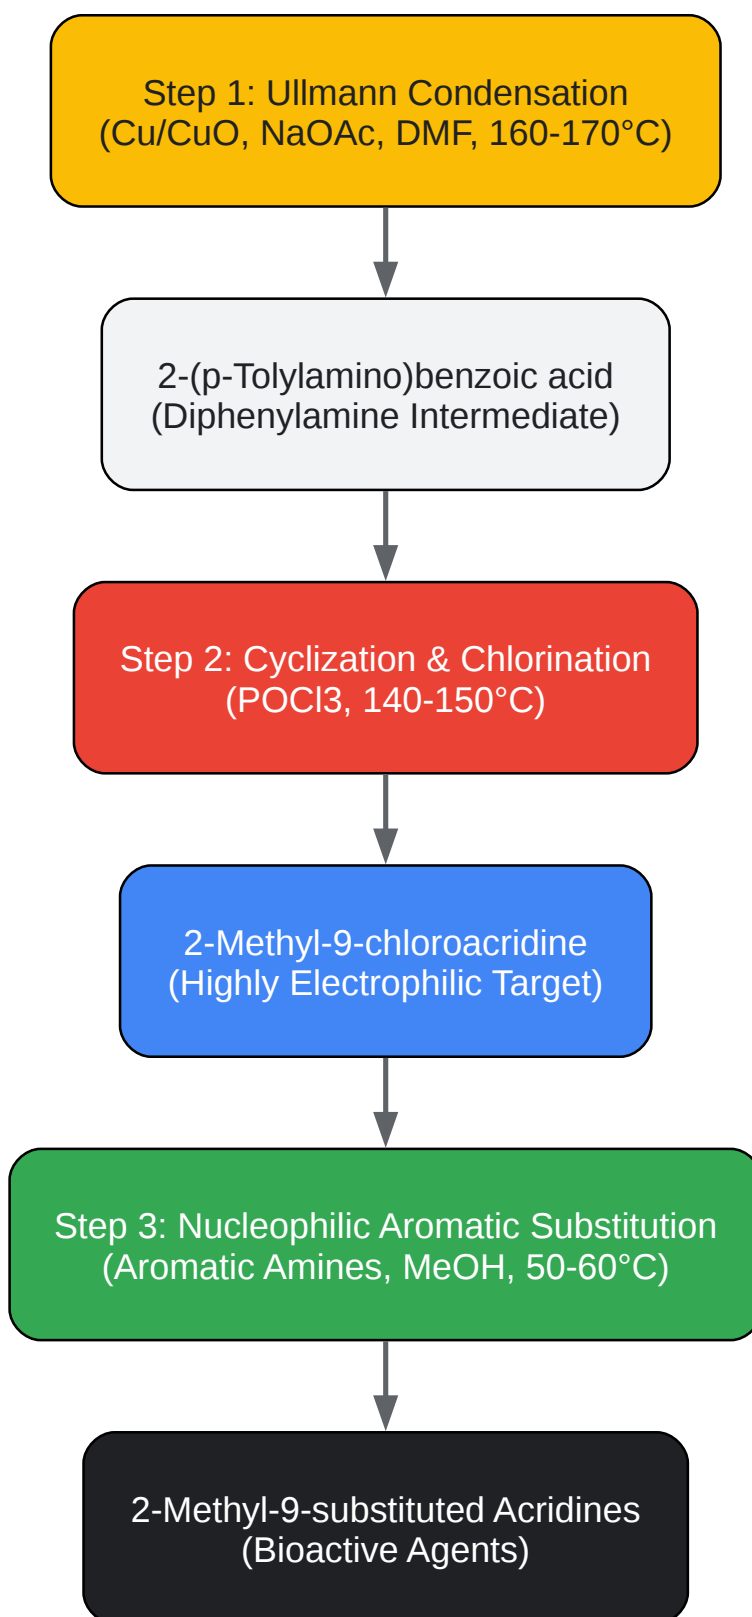 Step 1: Ullmann Condensation
(Cu/CuO, NaOAc, DMF, 160-170°C)
2-(p-Tolylamino)benzoic acid
(Diphenylamine Intermediate)
Step 2: Cyclization & Chlorination
(POCl3, 140-150°C)
2-Methyl-9-chloroacridine
(Highly Electrophilic Target)
Step 3: Nucleophilic Aromatic Substitution
(Aromatic Amines, MeOH, 50-60°C)
2-Methyl-9-substituted Acridines
(Bioactive Agents)